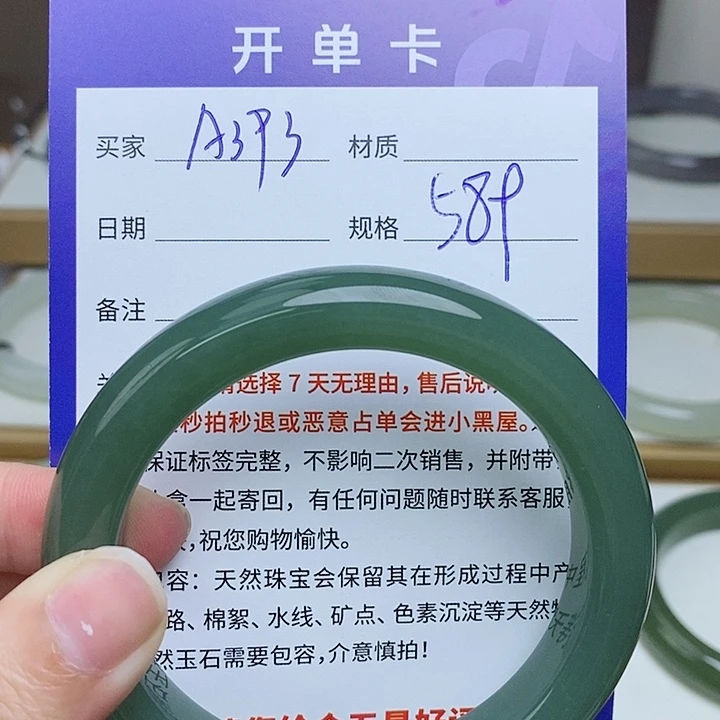 开单卡
买家 A393 材质
日期 规格 589
备注
选择 7 天无理由，售后说
秒拍秒退或恶意占单会进小黑屋。
保证标签完整，不影响二次销售，并附带
一起寄回，有任何问题随时联系客服
，祝您购物愉快。
容：天然珠宝会保留其在形成过程中产
路、棉絮、水线、矿点、色素沉淀等天然
然玉石需要包容，介意慎拍！